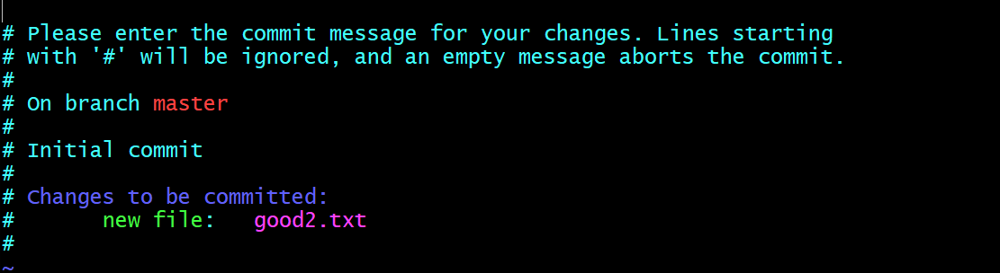 # Please enter the commit message for your changes. Lines starting
# with '#' will be ignored, and an empty message aborts the commit.
#
# On branch master
#
# Initial commit
#
# Changes to be committed:
#       new file:   good2.txt
#
~